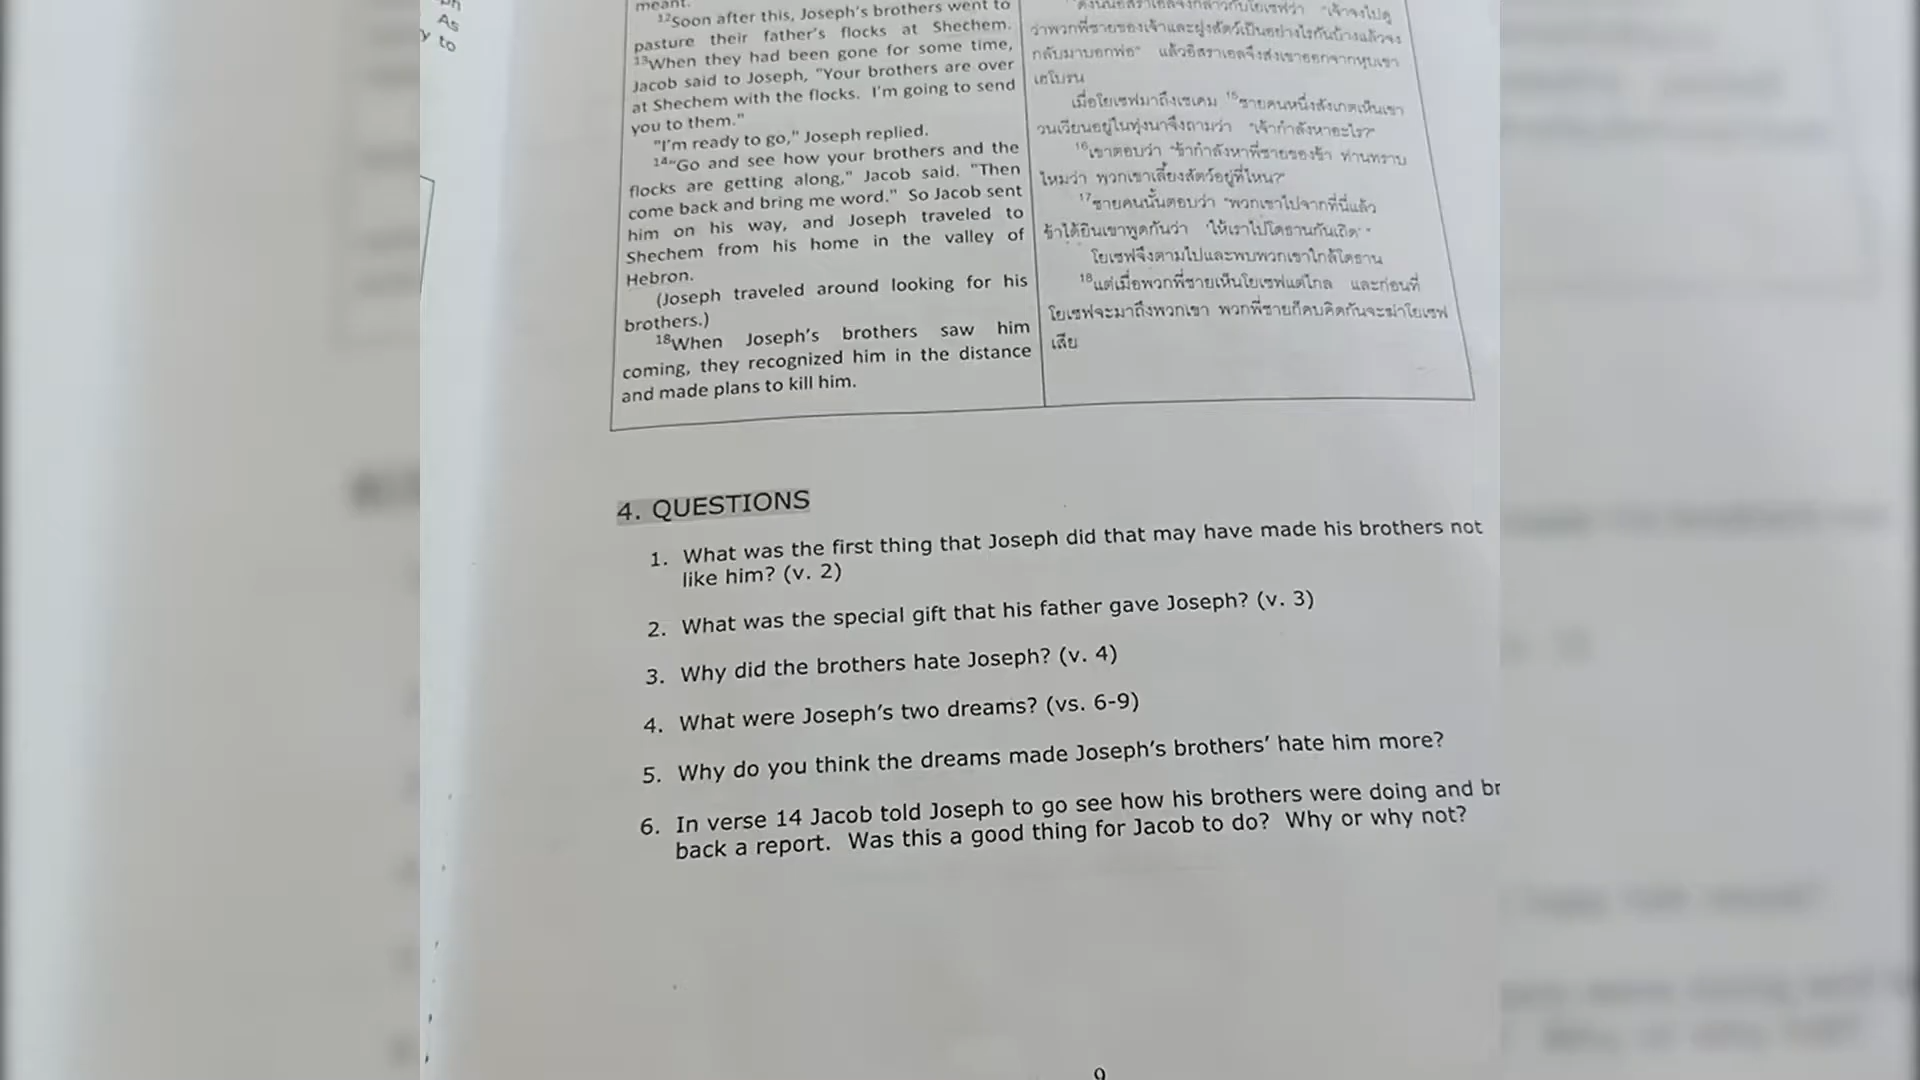 As
y to
meant.
¹²Soon after this, Joseph's brothers went to
pasture their father's flocks at Shechem.
¹³When they had been gone for some time,
Jacob said to Joseph, "Your brothers are over
at Shechem with the flocks. I'm going to send
you to them."
"I'm ready to go," Joseph replied.
¹⁴"Go and see how your brothers and the
flocks are getting along," Jacob said. "Then
come back and bring me word." So Jacob sent
him on his way, and Joseph traveled to
Shechem from his home in the valley of
Hebron.
(Joseph traveled around looking for his
brothers.)
¹⁸When Joseph's brothers saw him
coming, they recognized him in the distance
and made plans to kill him.
ดังนั้นอิสราเอลจึงกล่าวกับโยเซฟว่า "เจ้าจงไปดู
ว่าพวกพี่ชายของเจ้าและฝูงสัตว์เป็นอย่างไรกันบ้างแล้วจง
กลับมาบอกพ่อ" แล้วอิสราเอลจึงส่งเขาออกจากหุบเขา
เฮโบรน
เมื่อโยเซฟมาถึงเชเคม ¹⁵ชายคนหนึ่งสังเกตเห็นเขา
วนเวียนอยู่ในทุ่งนาจึงถามว่า "เจ้ากำลังหาอะไร?"
¹⁶เขาตอบว่า "ข้ากำลังหาพี่ชายของข้า ท่านทราบ
ไหมว่า พวกเขาเลี้ยงสัตว์อยู่ที่ไหน?"
¹⁷ชายคนนั้นตอบว่า "พวกเขาไปจากที่นี่แล้ว
ข้าได้ยินเขาพูดกันว่า 'ให้เราไปโดธานกันเถิด' "
โยเซฟจึงตามไปและพบพวกเขาใกล้โดธาน
¹⁸แต่เมื่อพวกพี่ชายเห็นโยเซฟแต่ไกล และก่อนที่
โยเซฟจะมาถึงพวกเขา พวกพี่ชายก็คบคิดกันจะฆ่าโยเซฟ
เสีย
4. QUESTIONS
1. What was the first thing that Joseph did that may have made his brothers not
like him? (v. 2)
2. What was the special gift that his father gave Joseph? (v. 3)
3. Why did the brothers hate Joseph? (v. 4)
4. What were Joseph's two dreams? (vs. 6-9)
5. Why do you think the dreams made Joseph's brothers' hate him more?
6. In verse 14 Jacob told Joseph to go see how his brothers were doing and br
back a report. Was this a good thing for Jacob to do? Why or why not?
9